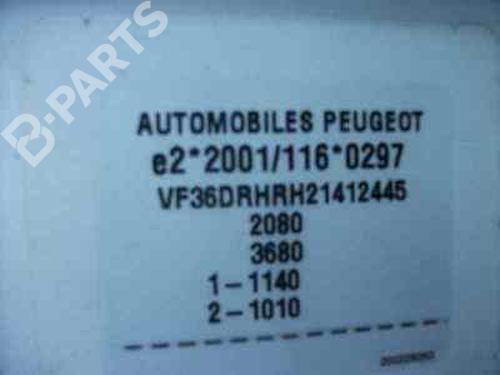 B-PARTS
AUTOMOBILES PEUGEOT
e2*2001/116*0297
VF36DRHRH21412445
2080
3680
1-1140
2-1010